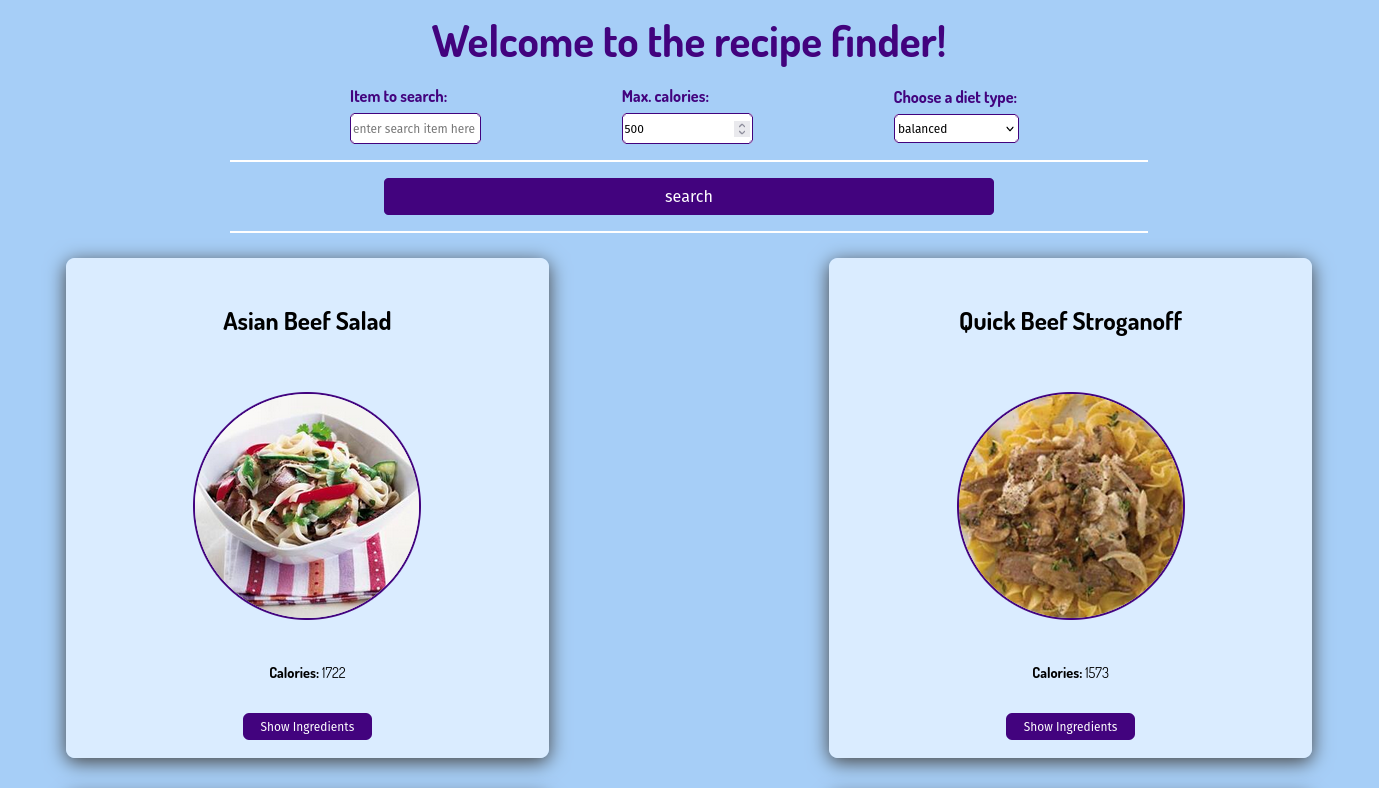 Welcome to the recipe finder!
Item to search:
Max. calories:
Choose a diet type:
enter search item here
500
balanced
search
Asian Beef Salad
Quick Beef Stroganoff
Calories: 1722
Calories: 1573
Show Ingredients
Show Ingredients